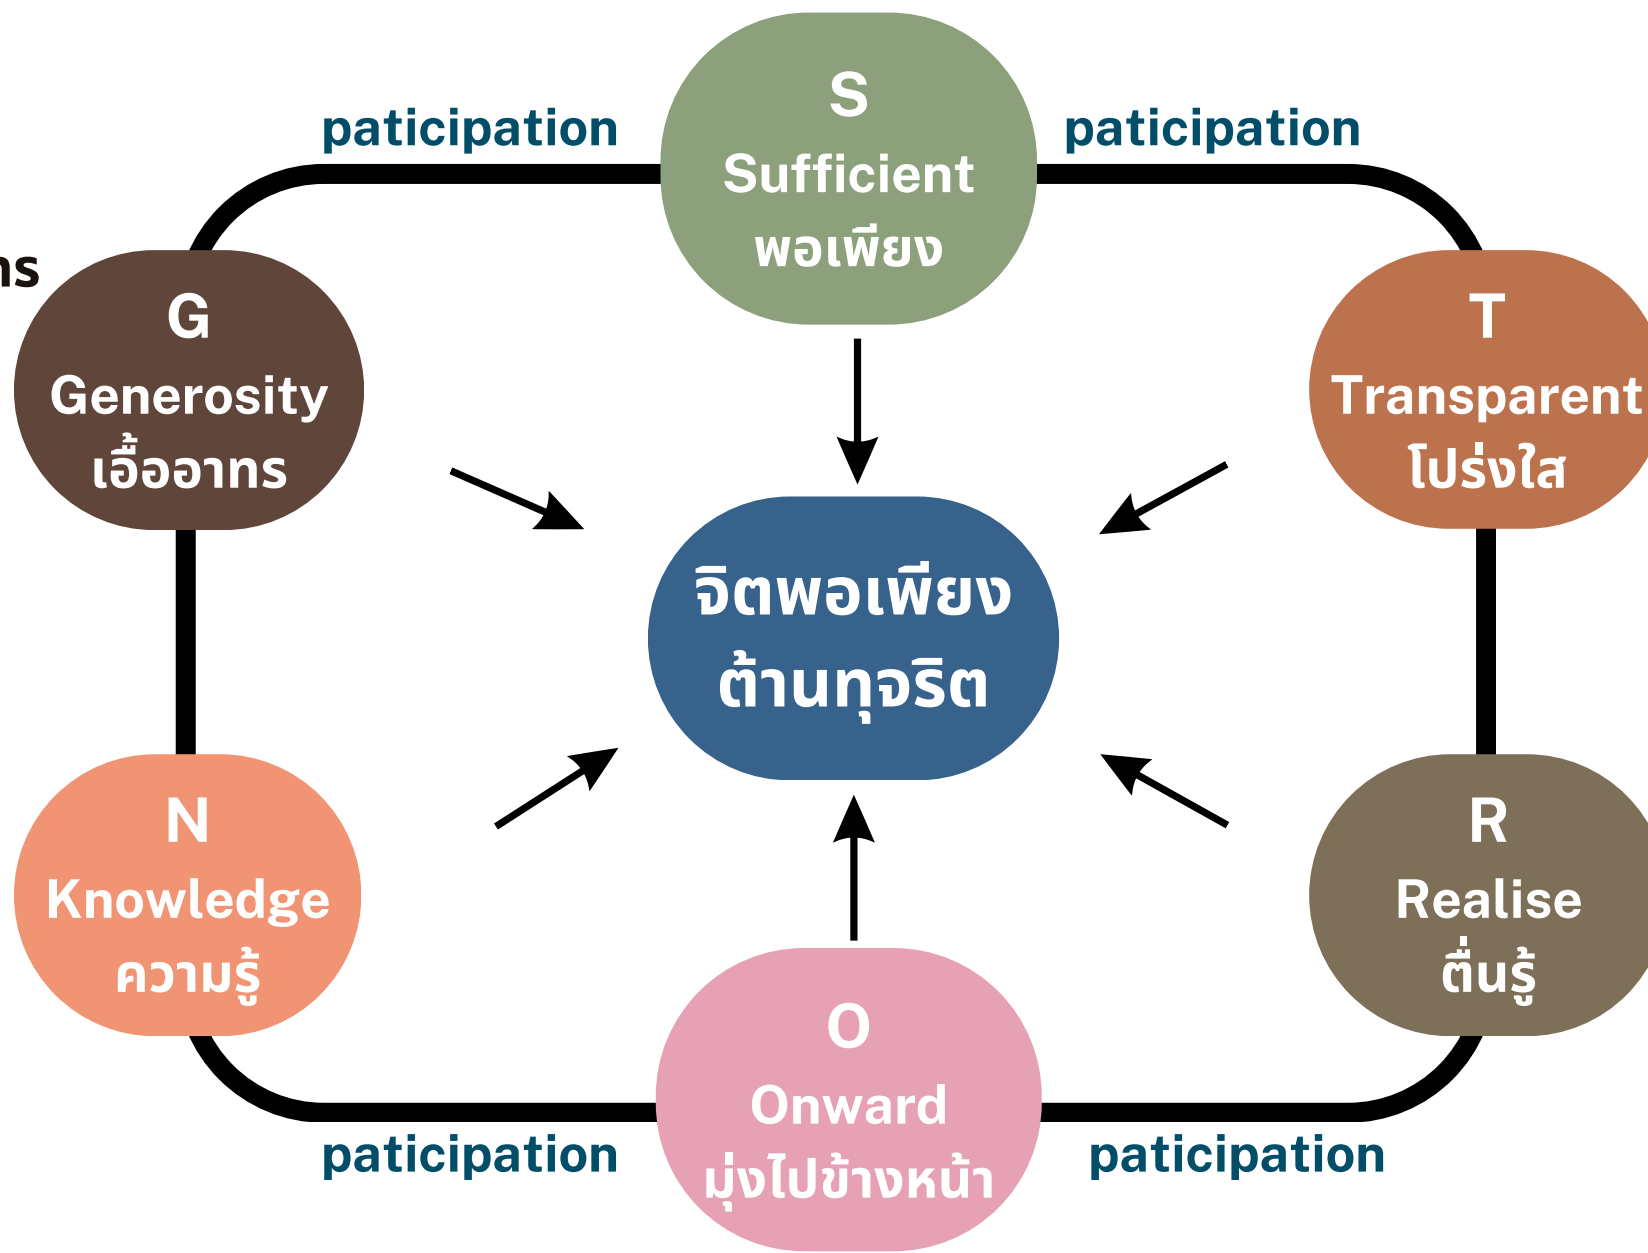 S
Sufficient
พอเพียง
paticipation
paticipation
G
Generosity
เอื้ออาทร
T
Transparent
โปร่งใส
จิตพอเพียง
ต้านทุจริต
N
Knowledge
ความรู้
R
Realise
ตื่นรู้
O
Onward
มุ่งไปข้างหน้า
paticipation
paticipation